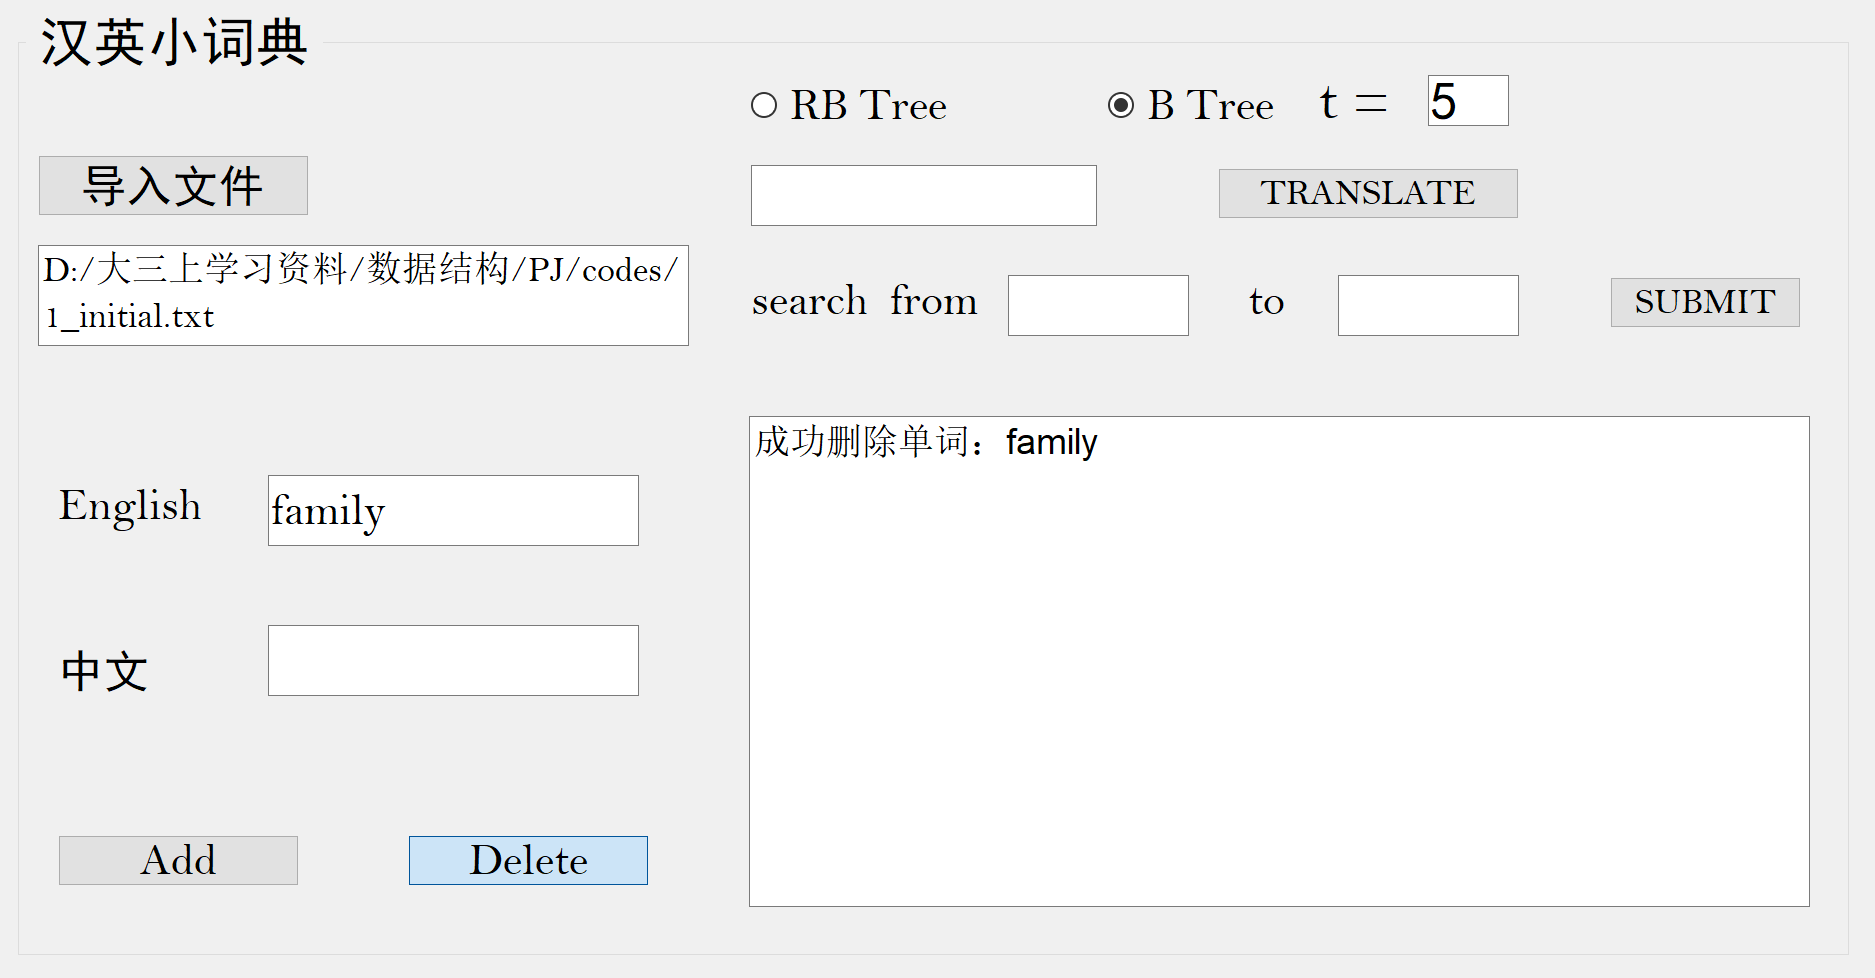 汉英小词典
RB Tree
B Tree
t =
5
导入文件
TRANSLATE
D:/大三上学习资料/数据结构/PJ/codes/
1_initial.txt
search from
to
SUBMIT
成功删除单词：family
English
family
中文
Add
Delete